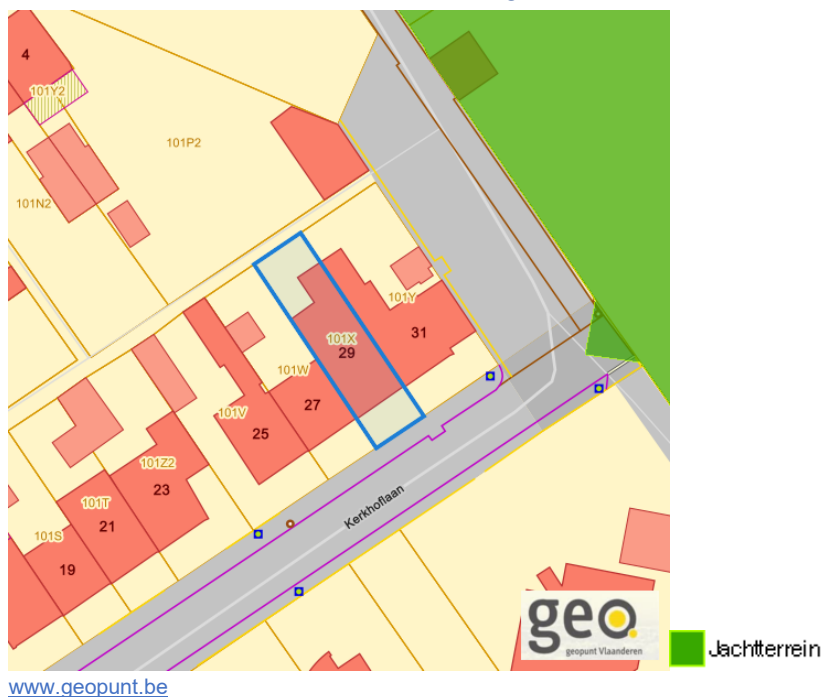 4
101Y2
101P2
101N2
101Y
31
101X
29
101W
27
101V
25
101Z2
23
101T
21
101S
19
Kerkhoflaan
geo
geopunt Vlaanderen
Jachtterrein
www.geopunt.be